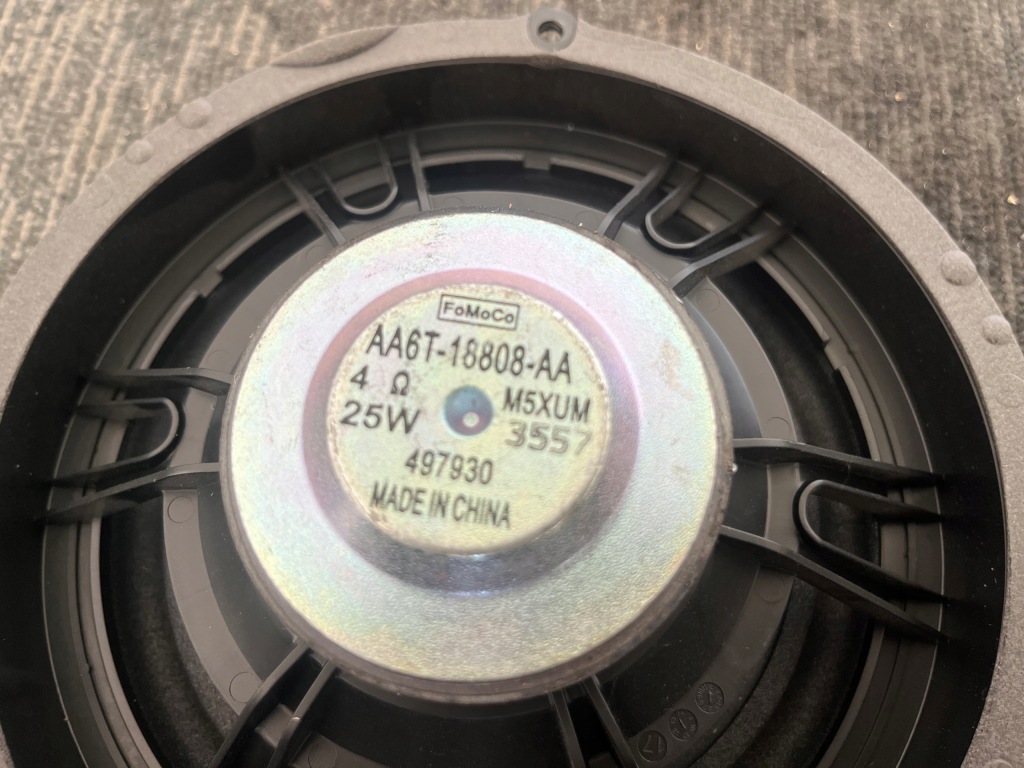 FoMoCo
AA6T-18808-AA
4 Ω M5XUM
25W 3557
497930
MADE IN CHINA